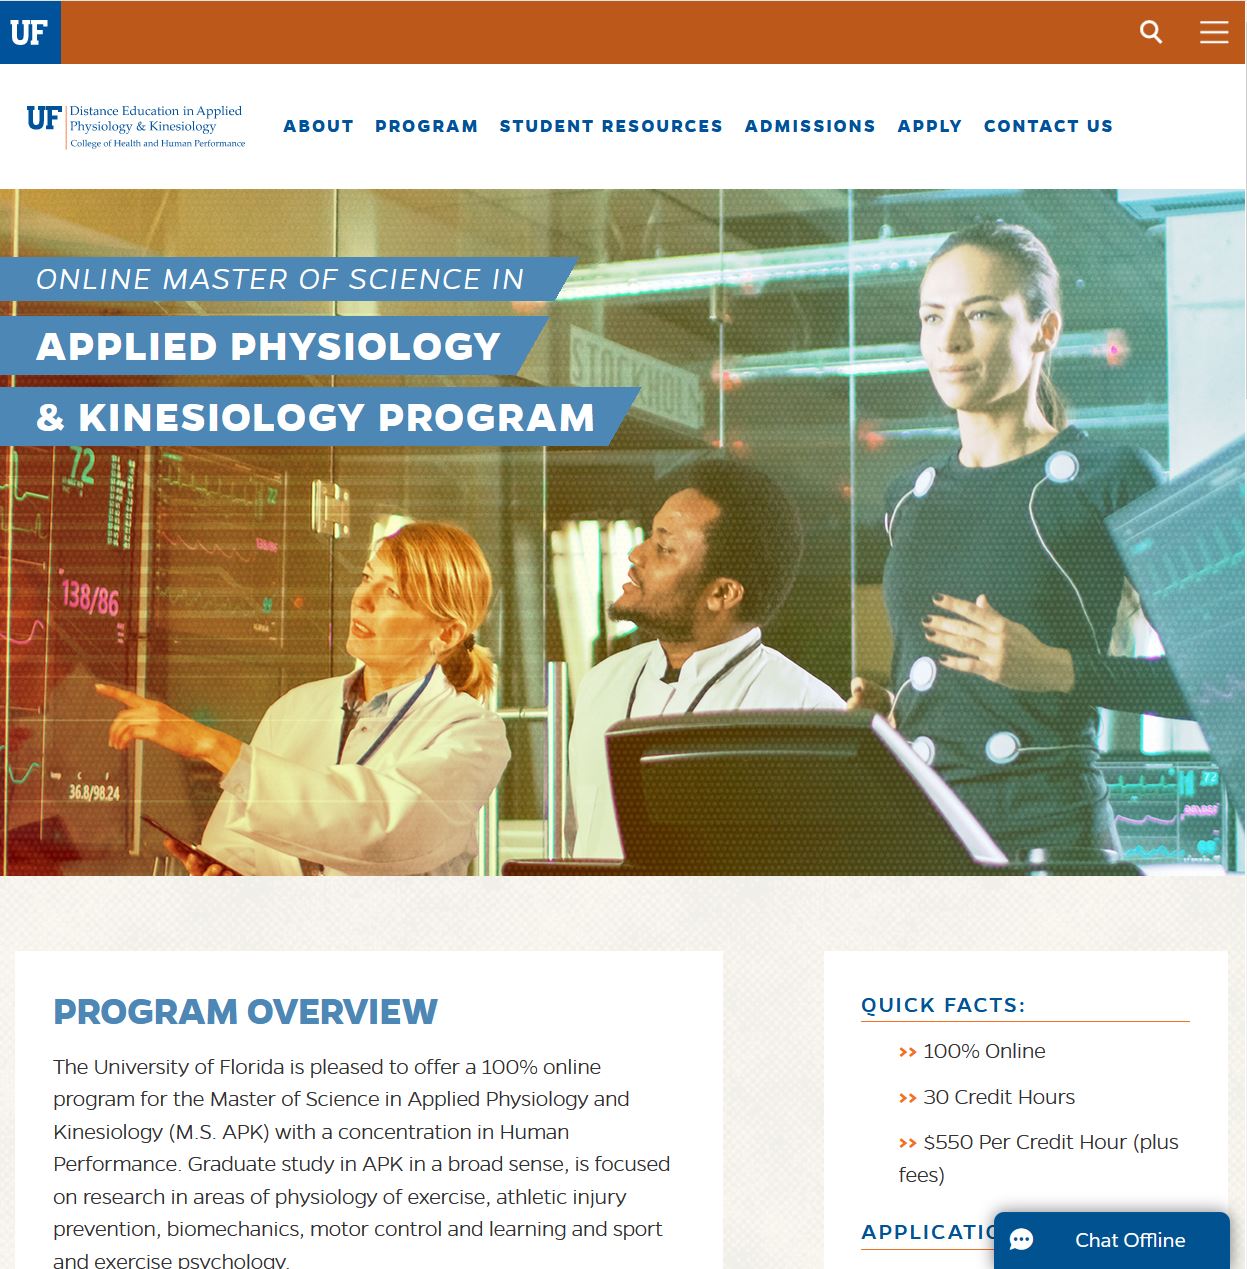 UF
UF Distance Education in Applied
Physiology & Kinesiology
College of Health and Human Performance
ABOUT PROGRAM STUDENT RESOURCES ADMISSIONS APPLY CONTACT US
ONLINE MASTER OF SCIENCE IN
APPLIED PHYSIOLOGY
& KINESIOLOGY PROGRAM
72
138/86
36.8/98.24
72
PROGRAM OVERVIEW
The University of Florida is pleased to offer a 100% online
program for the Master of Science in Applied Physiology and
Kinesiology (M.S. APK) with a concentration in Human
Performance. Graduate study in APK in a broad sense, is focused
on research in areas of physiology of exercise, athletic injury
prevention, biomechanics, motor control and learning and sport
and exercise psychology.
QUICK FACTS:
>> 100% Online
>> 30 Credit Hours
>> $550 Per Credit Hour (plus
fees)
Chat Offline